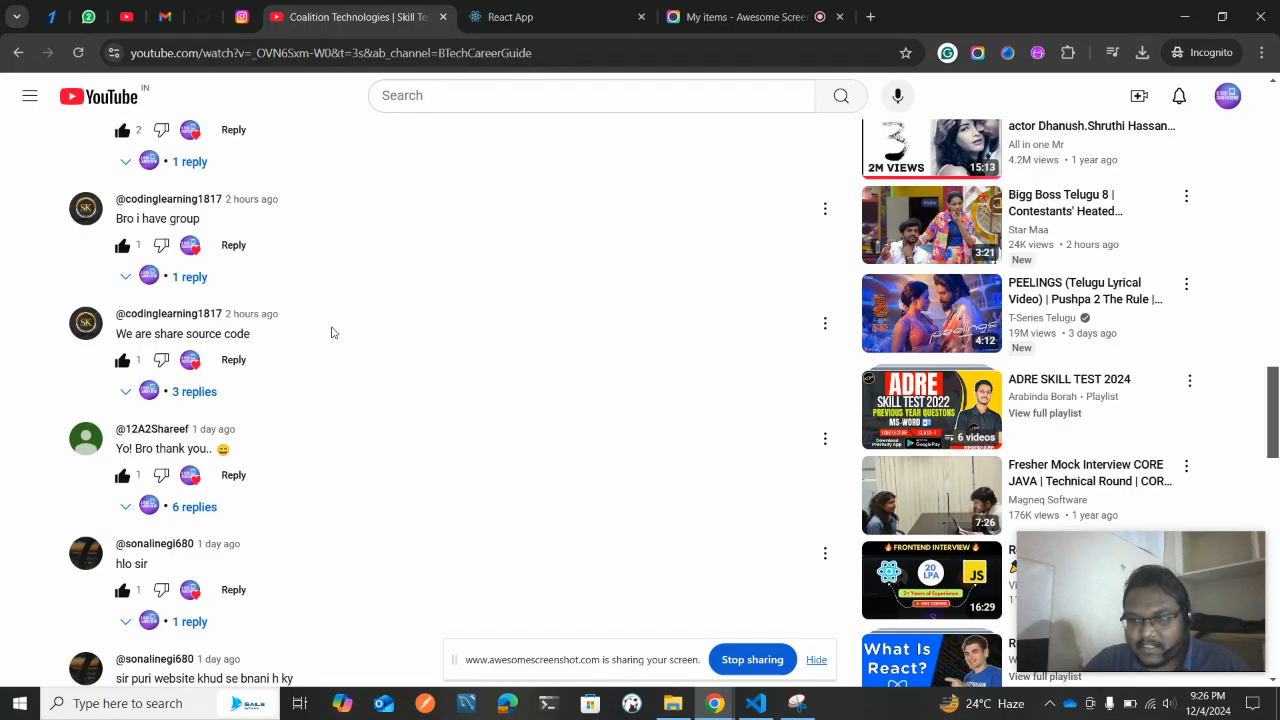 Coalition Technologies | Skill Te
React App
My items - Awesome Scree
youtube.com/watch?v=_OVN6Sxm-W0&t=3s&ab_channel=BTechCareerGuide
Incognito
YouTube IN
Search
2
Reply
1 reply
@codinglearning1817 2 hours ago
Bro i have group
1
Reply
1 reply
@codinglearning1817 2 hours ago
We are share source code
1
Reply
3 replies
@12A2Shareef 1 day ago
Yo! Bro thank you.. 😄
1
Reply
6 replies
@sonalinegi680 1 day ago
hlo sir
1
Reply
1 reply
@sonalinegi680 1 day ago
sir puri website khud se bnani h ky
3
2M VIEWS
15:13
actor Dhanush.Shruthi Hassan...
All in one Mr
4.2M views • 1 year ago
3:21
Bigg Boss Telugu 8 |
Contestants' Heated...
Star Maa
24K views • 2 hours ago
New
peelings
4:12
PEELINGS (Telugu Lyrical
Video) | Pushpa 2 The Rule |...
T-Series Telugu
19M views • 3 days ago
New
ADRE
SKILL TEST 2022
PREVIOUS YEAR QUESTONS
MS-WORD
6 videos
ADRE SKILL TEST 2024
Arabinda Borah • Playlist
View full playlist
7:26
Fresher Mock Interview CORE
JAVA | Technical Round | COR...
Magneq Software
176K views • 1 year ago
FRONTEND INTERVIEW
20
LPA
JS
2+ Years of Experience
16:29
What Is
React?
View full playlist
www.awesomescreenshot.com is sharing your screen.
Stop sharing
Hide
Type here to search
24°C Haze
9:26 PM
12/4/2024